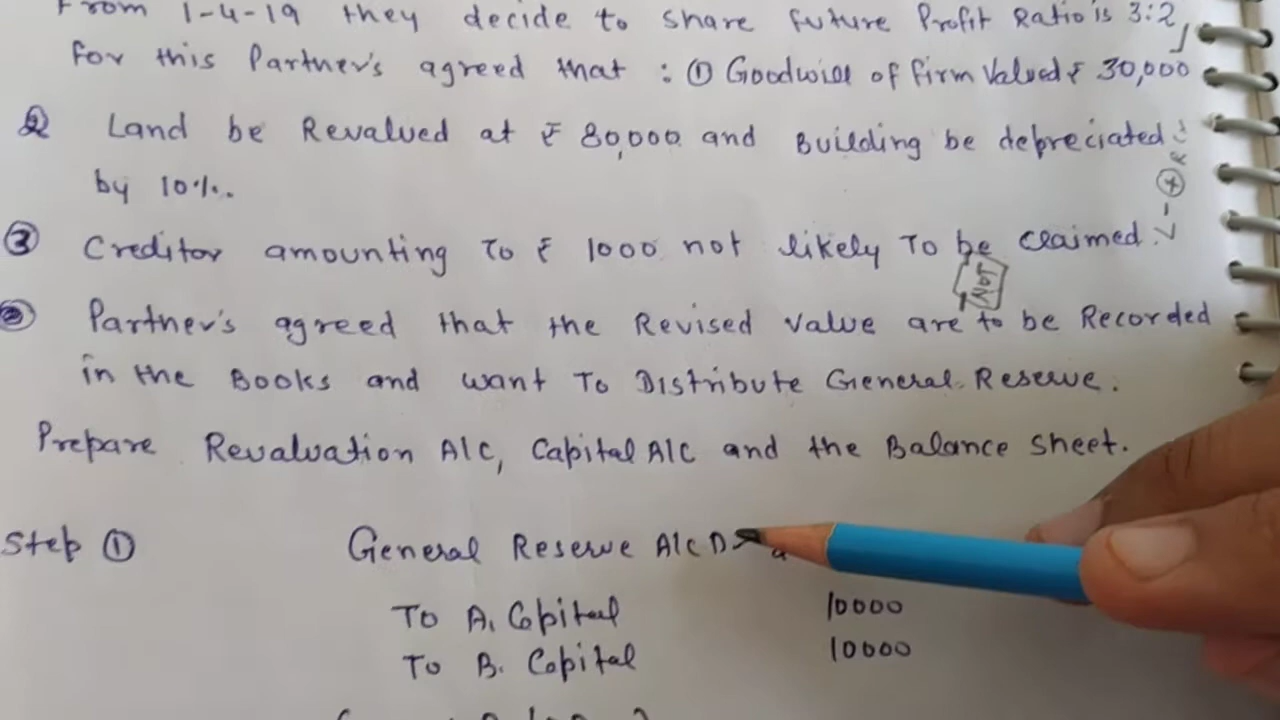 From 1-4-19 they decide to share future Profit Ratio is 3:2,
for this Partner's agreed that : ① Goodwill of firm Valued ₹ 30,000
② Land be Revalued at ₹ 80,000 and Building be depreciated
by 10%.
③ Creditor amounting To ₹ 1000 not likely To be claimed.
Not
Partner's agreed that the Revised value are to be Recorded
in the Books and want To Distribute General Reserve.
Prepare Revaluation A/C, Capital A/C and the Balance Sheet.
Step ① General Reserve A/C D
To A. Capital 10000
To B. Capital 10000